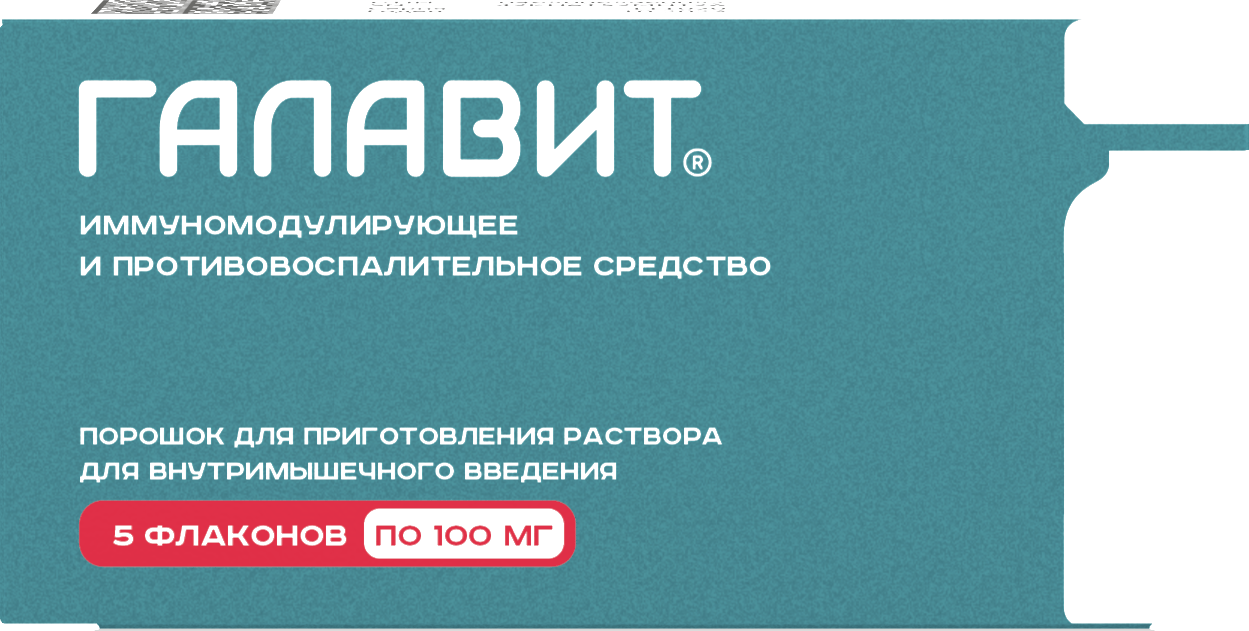 ГАЛАВИТ®
ИММУНОМОДУЛИРУЮЩЕЕ
И ПРОТИВОВОСПАЛИТЕЛЬНОЕ СРЕДСТВО
ПОРОШОК ДЛЯ ПРИГОТОВЛЕНИЯ РАСТВОРА
ДЛЯ ВНУТРИМЫШЕЧНОГО ВВЕДЕНИЯ
5 ФЛАКОНОВ ПО 100 МГ